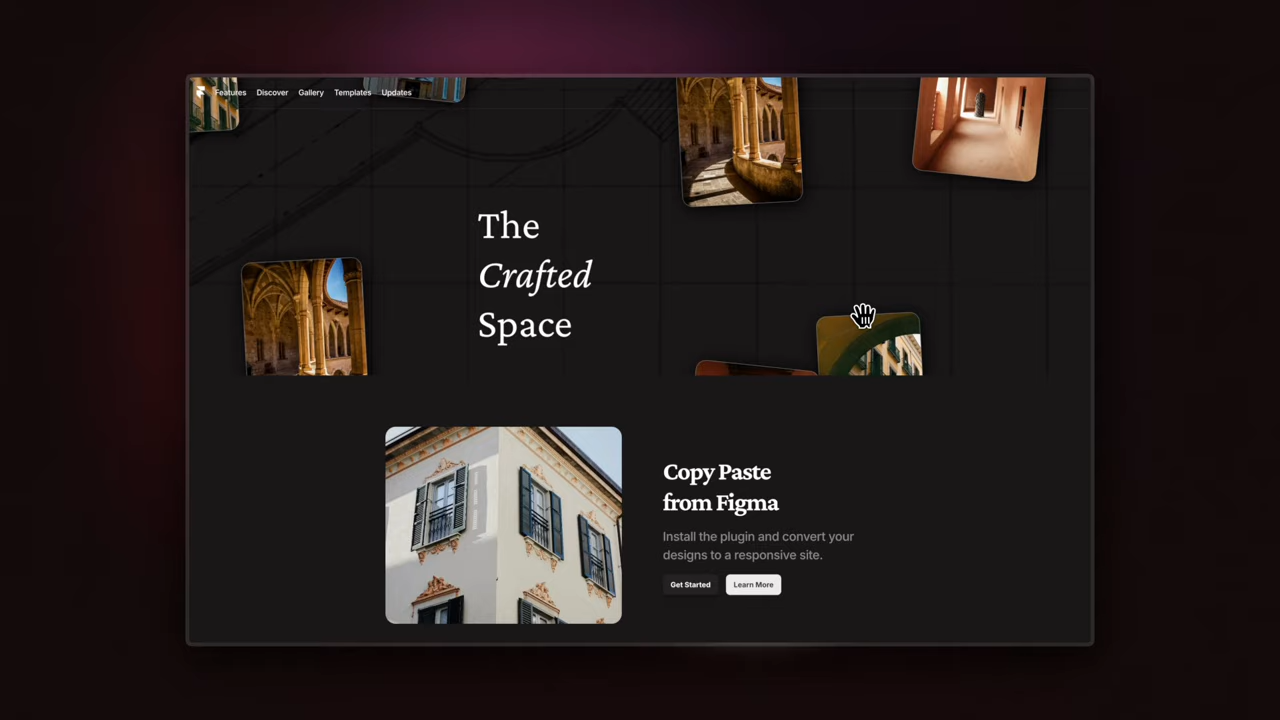 Features Discover Gallery Templates Updates
The
Crafted
Space
Copy Paste
from Figma
Install the plugin and convert your
designs to a responsive site.
Get Started Learn More